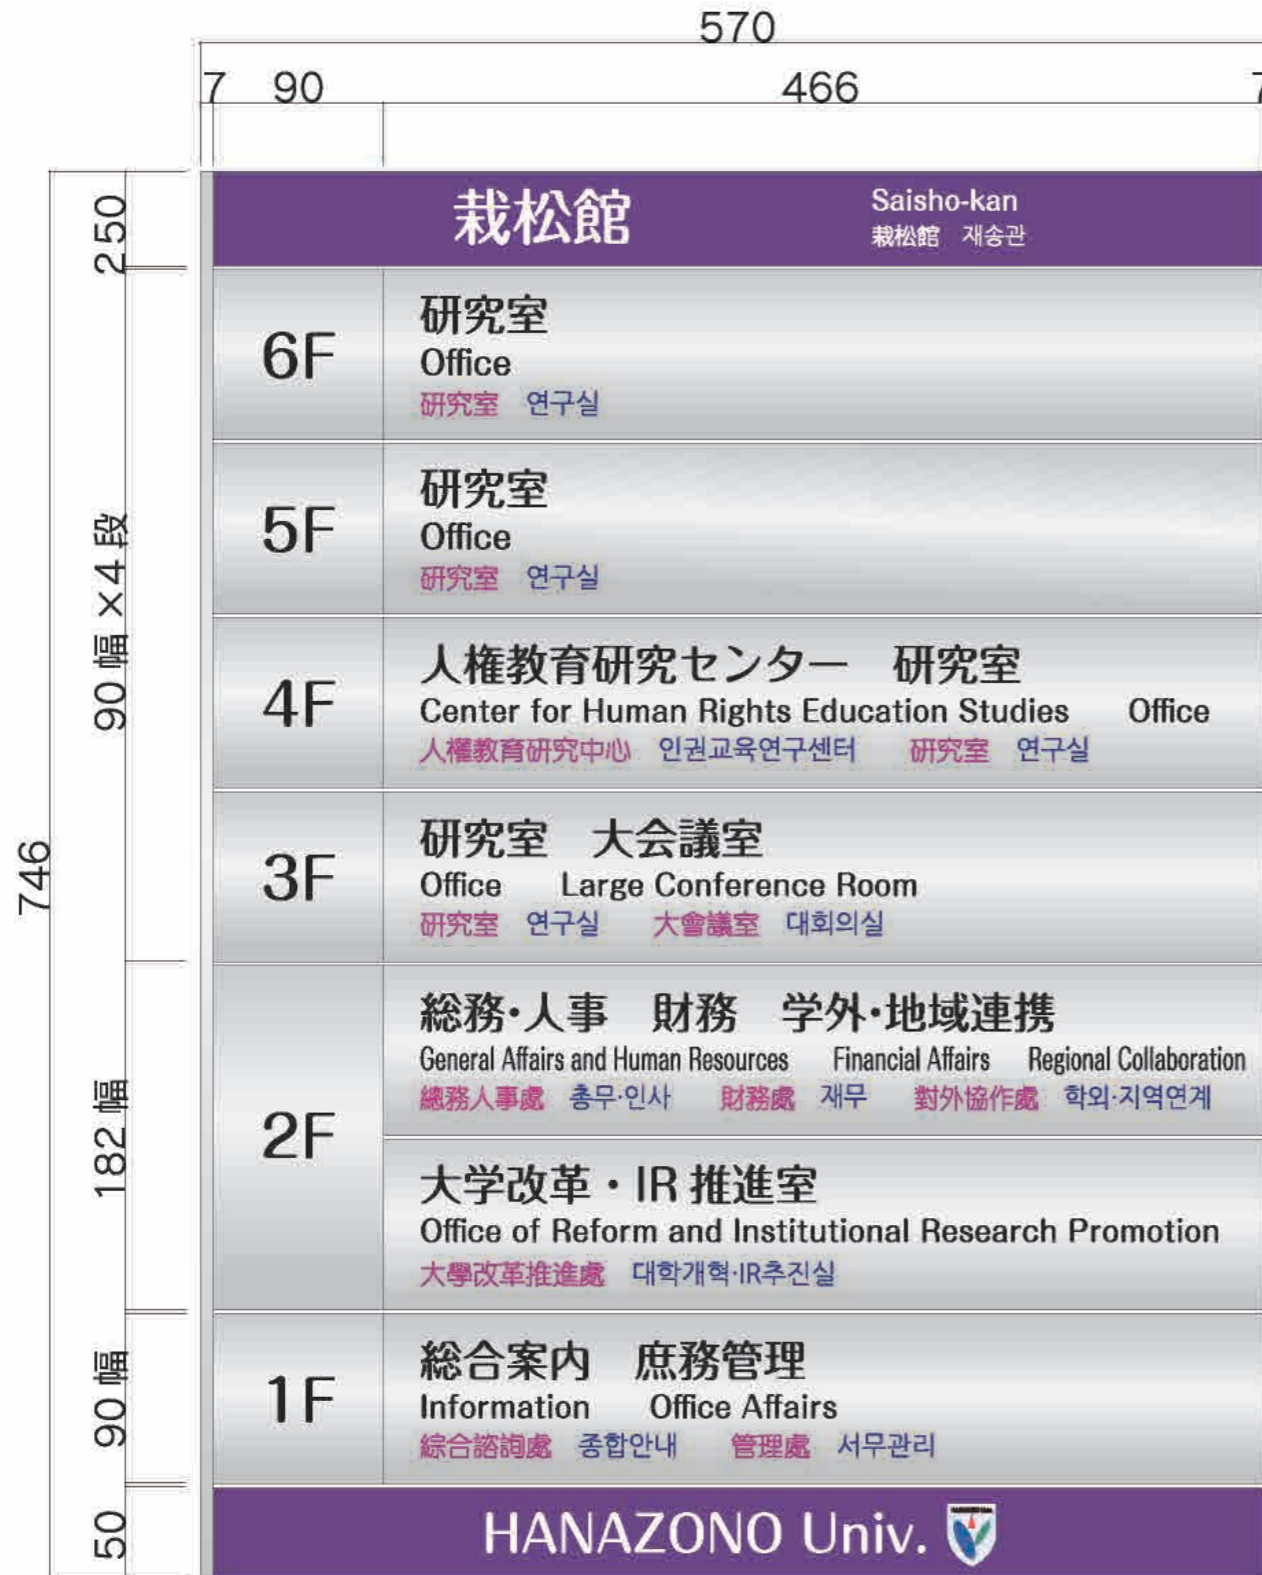 570
7 90 466 7
栽松館
Saisho-kan
栽松館 재송관
250
6F
研究室
Office
研究室 연구실
5F
研究室
Office
研究室 연구실
90幅×4段
4F
人権教育研究センター 研究室
Center for Human Rights Education Studies Office
人權教育研究中心 인권교육연구센터 研究室 연구실
746
3F
研究室 大会議室
Office Large Conference Room
研究室 연구실 大會議室 대회의실
182幅
2F
総務・人事 財務 学外・地域連携
General Affairs and Human Resources Financial Affairs Regional Collaboration
總務人事處 총무·인사 財務處 재무 對外協作處 학외·지역연계
大学改革・IR推進室
Office of Reform and Institutional Research Promotion
大學改革推進處 대학개혁·IR추진실
90幅
1F
総合案内 庶務管理
Information Office Affairs
綜合諮詢處 종합안내 管理處 서무관리
50
HANAZONO Univ.